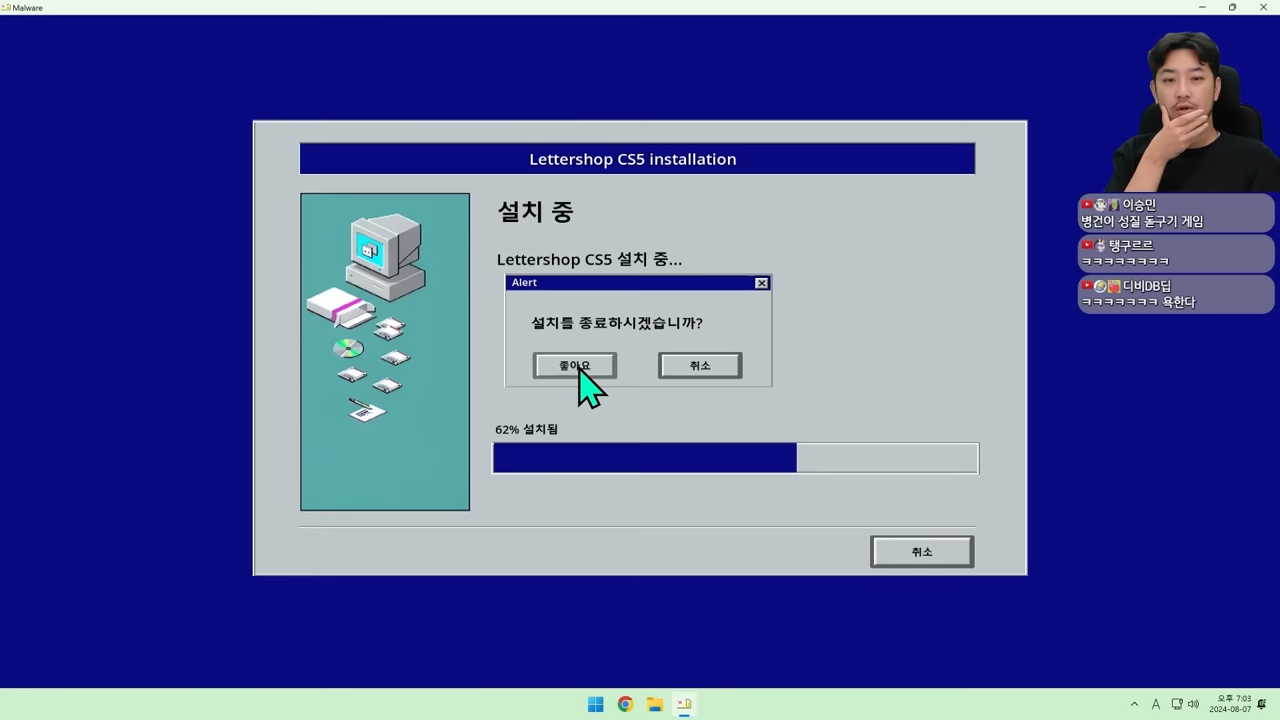 Malware
Lettershop CS5 installation
설치 중
Lettershop CS5 설치 중...
Alert
설치를 종료하시겠습니까?
좋아요
취소
62% 설치됨
취소
이승민
병건이 성질 돋구기 게임
탱구르르
ㅋㅋㅋㅋㅋㅋㅋㅋ
디비DB딥
ㅋㅋㅋㅋㅋㅋㅋ 욕한다
A
오후 7:03
2024-08-07